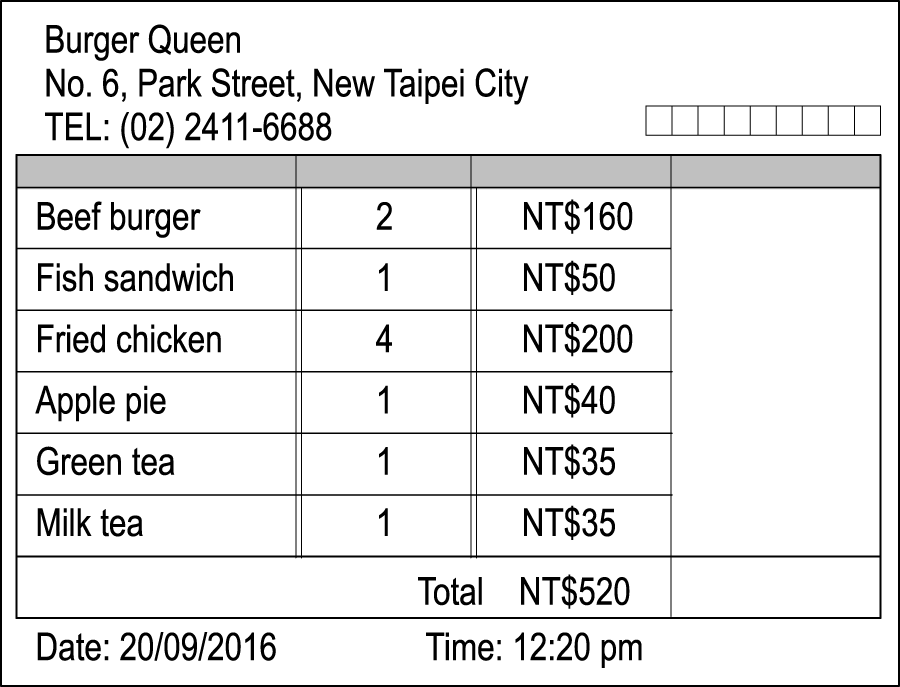 Burger Queen
No. 6, Park Street, New Taipei City
TEL: (02) 2411-6688
Beef burger 2 NT$160
Fish sandwich 1 NT$50
Fried chicken 4 NT$200
Apple pie 1 NT$40
Green tea 1 NT$35
Milk tea 1 NT$35
Total NT$520
Date: 20/09/2016 Time: 12:20 pm